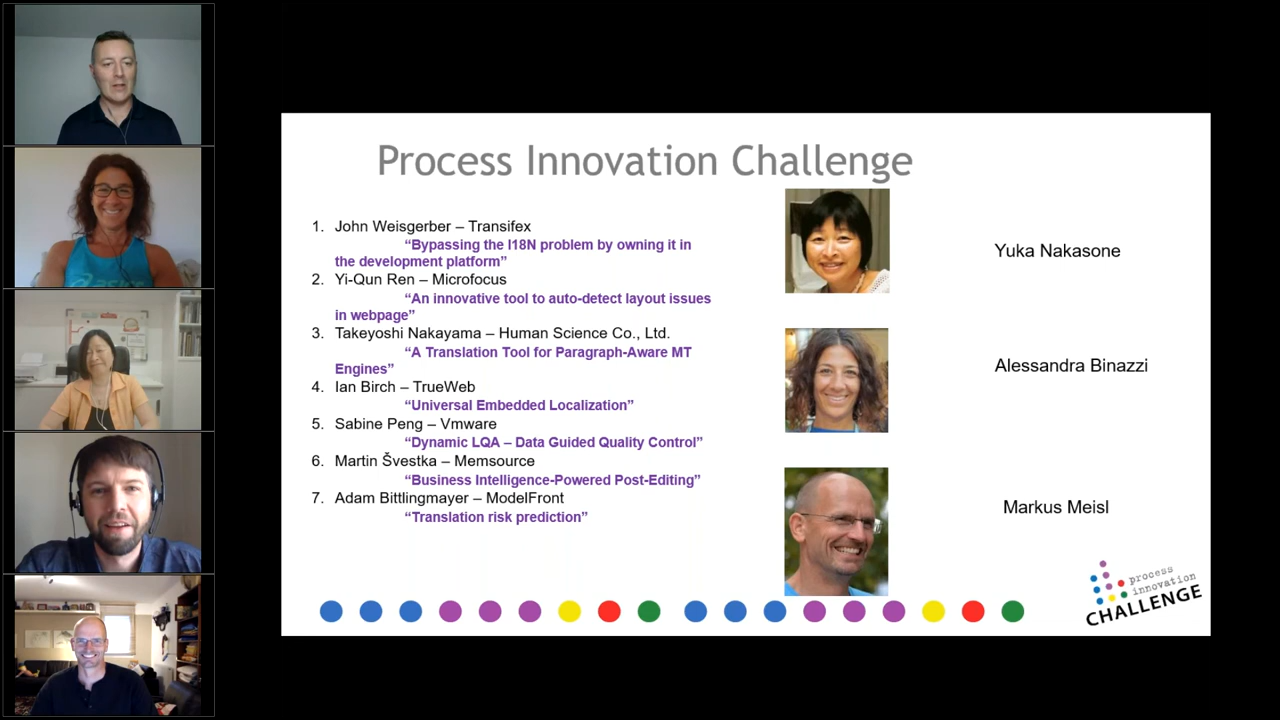 Process Innovation Challenge
1. John Weisgerber – Transifex
“Bypassing the I18N problem by owning it in
the development platform”
2. Yi-Qun Ren – Microfocus
“An innovative tool to auto-detect layout issues
in webpage”
3. Takeyoshi Nakayama – Human Science Co., Ltd.
“A Translation Tool for Paragraph-Aware MT
Engines”
4. Ian Birch – TrueWeb
“Universal Embedded Localization”
5. Sabine Peng – Vmware
“Dynamic LQA – Data Guided Quality Control”
6. Martin Švestka – Memsource
“Business Intelligence-Powered Post-Editing”
7. Adam Bittlingmayer – ModelFront
“Translation risk prediction”
Yuka Nakasone
Alessandra Binazzi
Markus Meisl
process
innovation
CHALLENGE